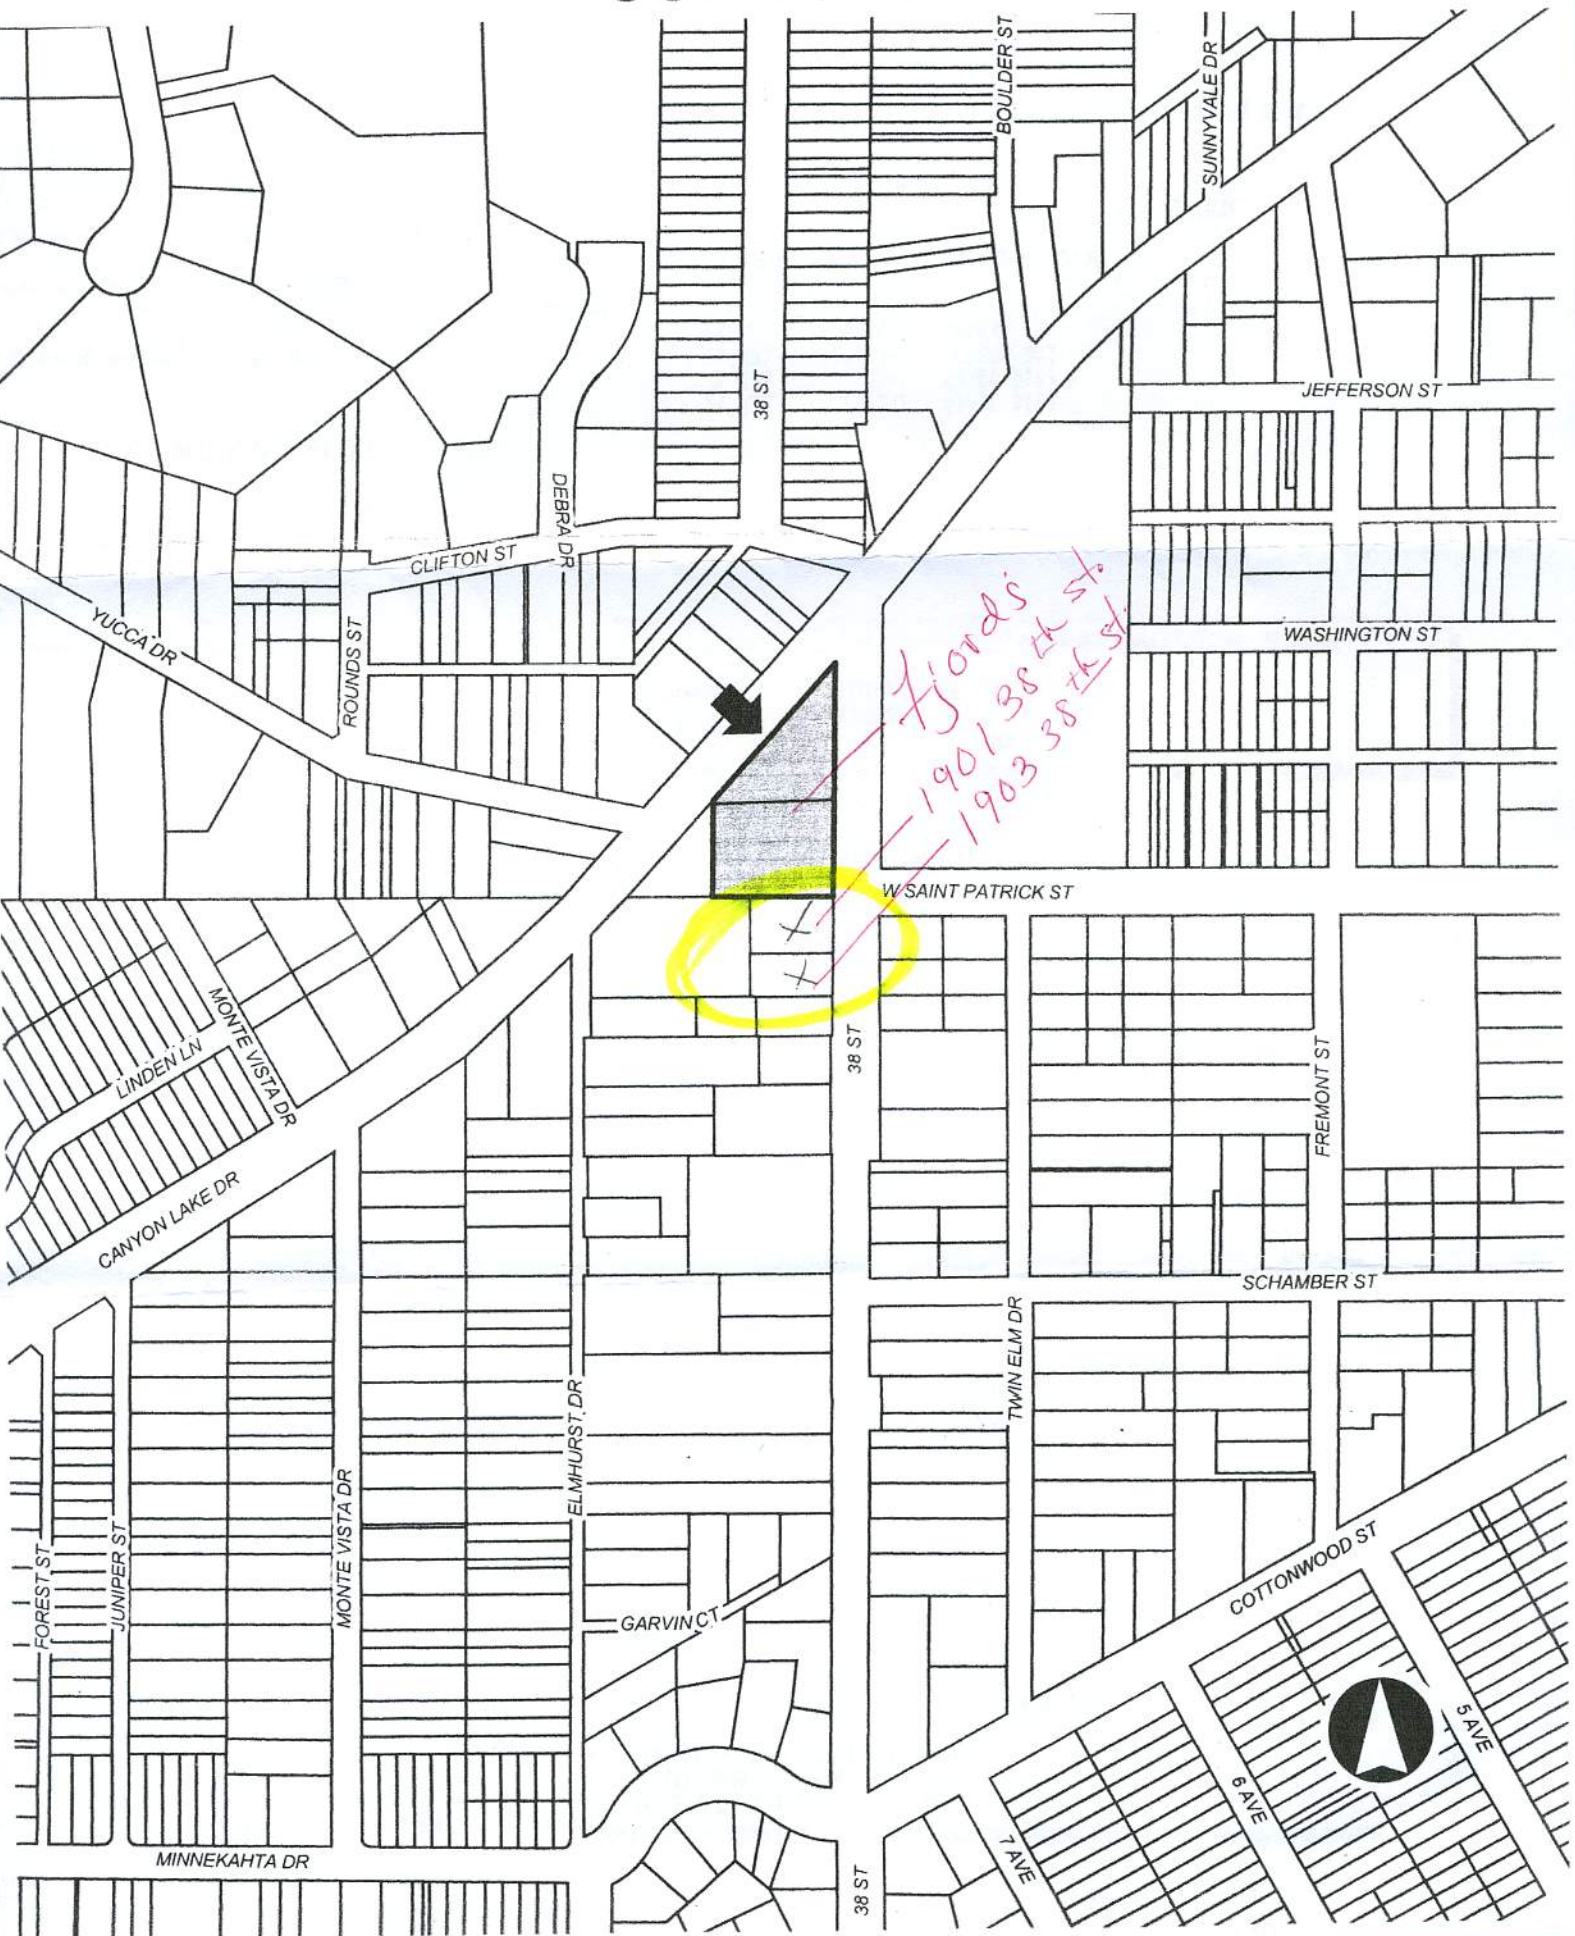 BOULDER ST
SUNNYVALE DR
38 ST
JEFFERSON ST
DEBRA DR
CLIFTON ST
YUCCA DR
ROUNDS ST
WASHINGTON ST
Fjord's
1901 38th st.
1903 38th st.
W SAINT PATRICK ST
MONTE VISTA DR
LINDEN LN
38 ST
FREMONT ST
CANYON LAKE DR
SCHAMBER ST
TWIN ELM DR
ELMHURST DR
MONTE VISTA DR
JUNIPER ST
FOREST ST
COTTONWOOD ST
GARVIN CT
5 AVE
6 AVE
7 AVE
MINNEKAHTA DR
38 ST